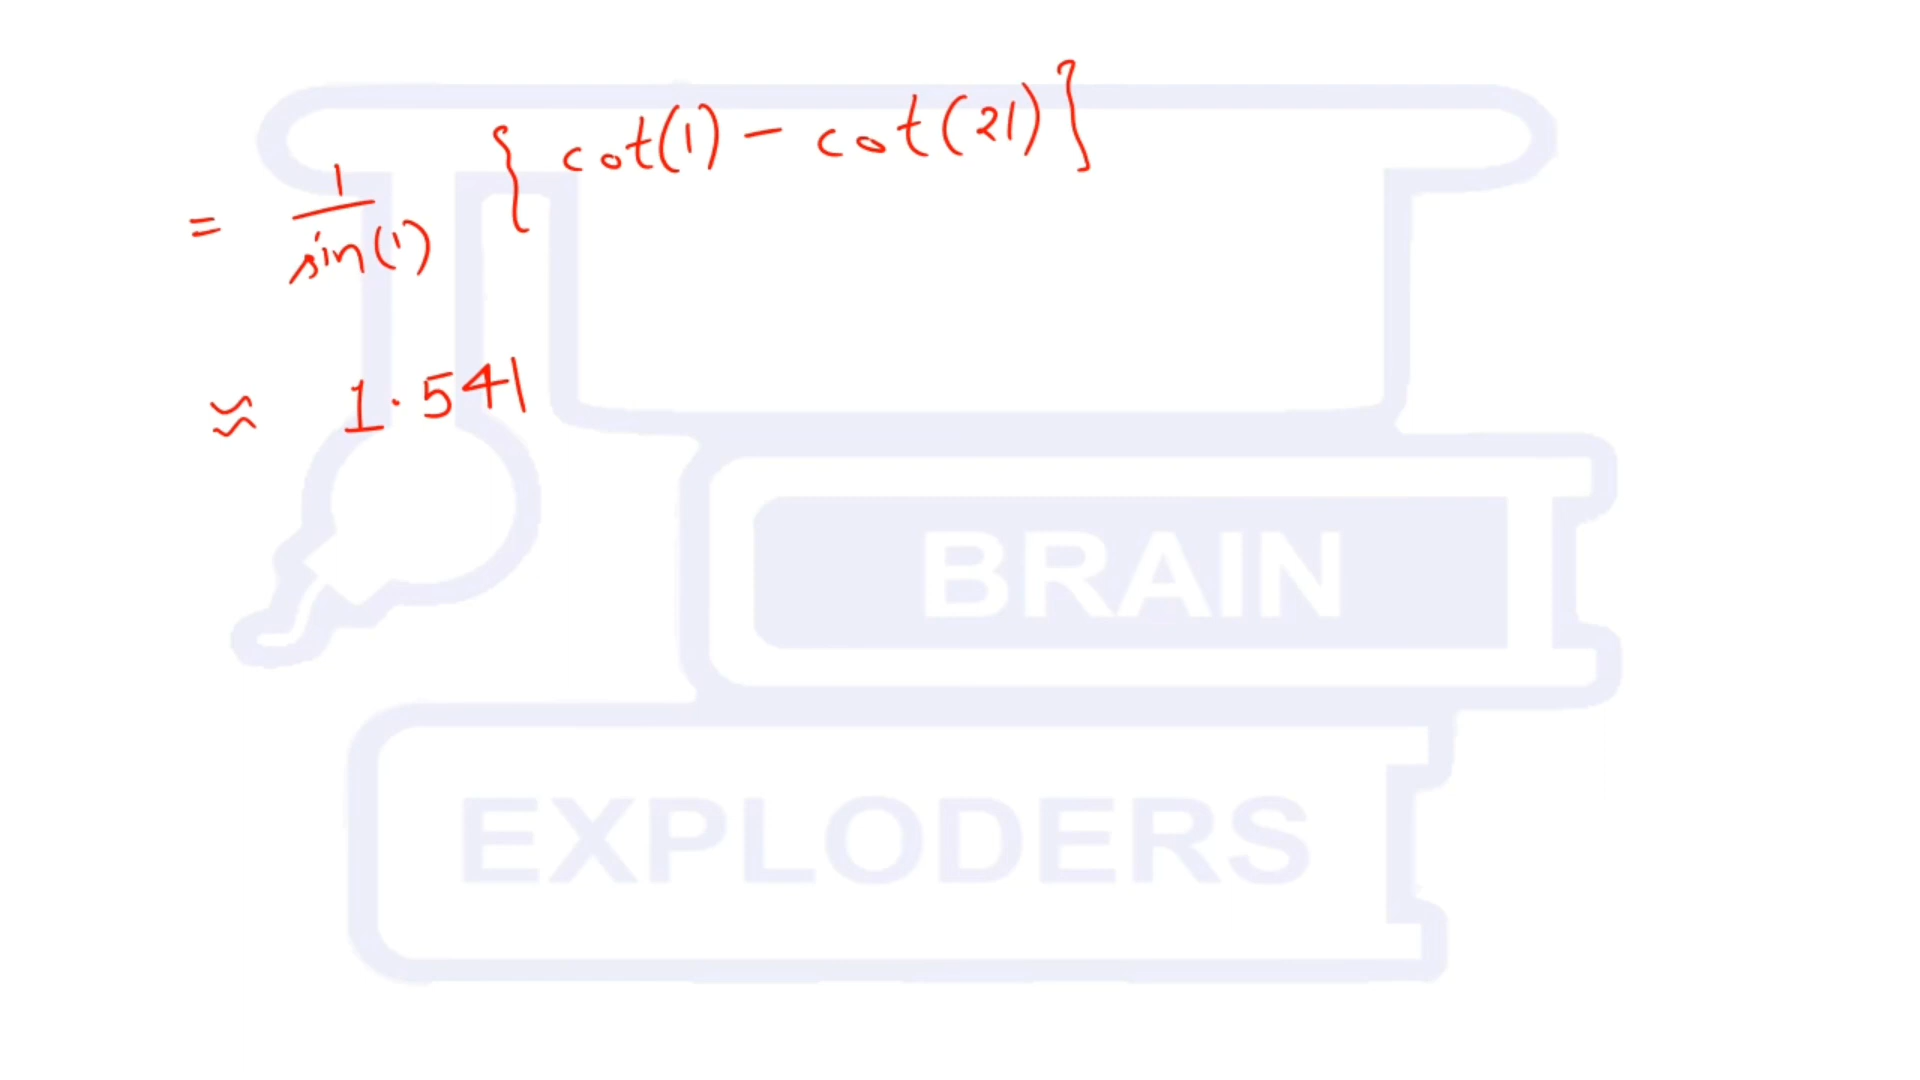 = 1/sin(1) { cot(1) - cot(21) }
≈ 1.541
BRAIN
EXPLODERS